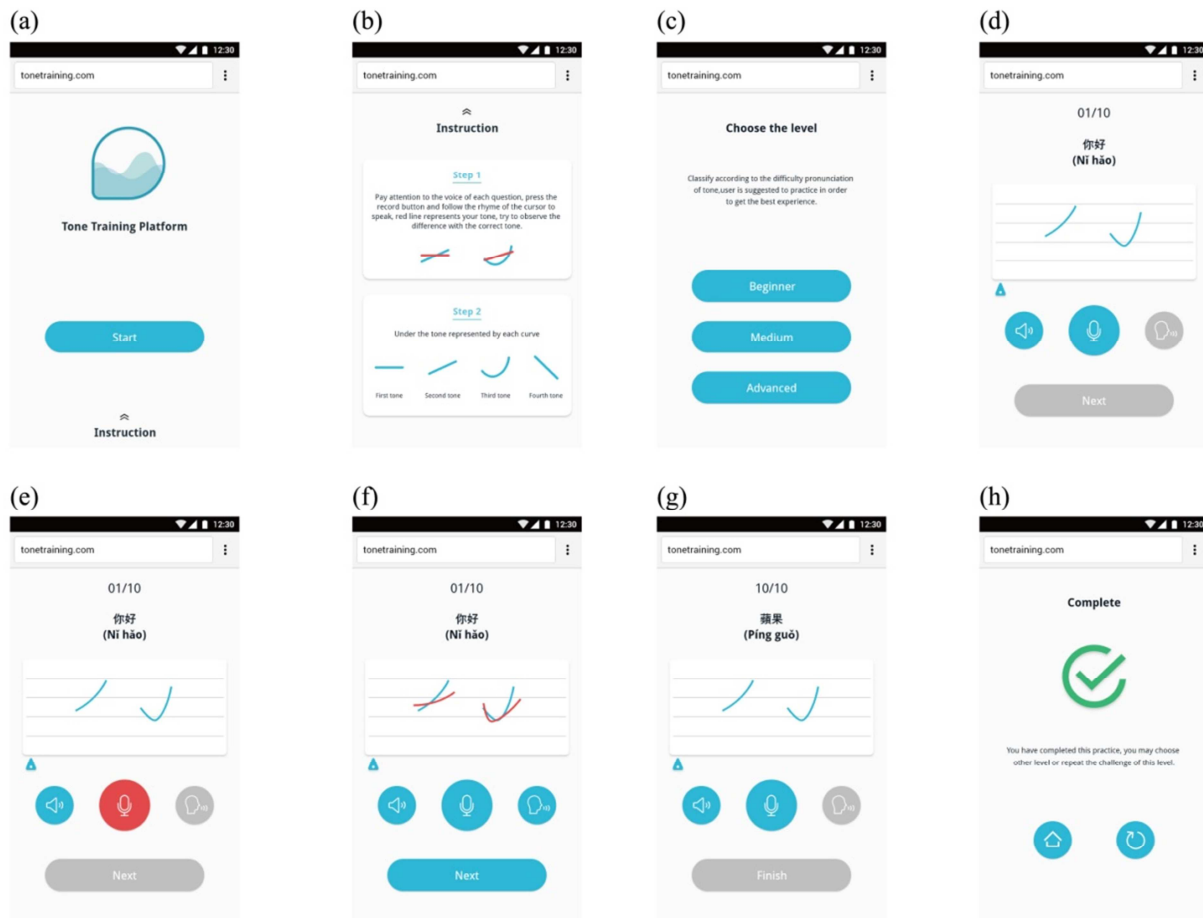 (a)
12:30
tonetraining.com
Tone Training Platform
Start
Instruction
(b)
12:30
tonetraining.com
Instruction
Step 1
Pay attention to the voice of each question, press the
record button and follow the rhyme of the cursor to
speak, red line represents your tone, try to observe the
difference with the correct tone.
Step 2
Under the tone represented by each curve
First tone Second tone Third tone Fourth tone
(c)
12:30
tonetraining.com
Choose the level
Classify according to the difficulty pronunciation
of tone,user is suggested to practice in order
to get the best experience.
Beginner
Medium
Advanced
(d)
12:30
tonetraining.com
01/10
你好
(Nǐ hǎo)
Next
(e)
12:30
tonetraining.com
01/10
你好
(Nǐ hǎo)
Next
(f)
12:30
tonetraining.com
01/10
你好
(Nǐ hǎo)
Next
(g)
12:30
tonetraining.com
10/10
蘋果
(Píng guǒ)
Finish
(h)
12:30
tonetraining.com
Complete
You have completed this practice, you may choose
other level or repeat the challenge of this level.